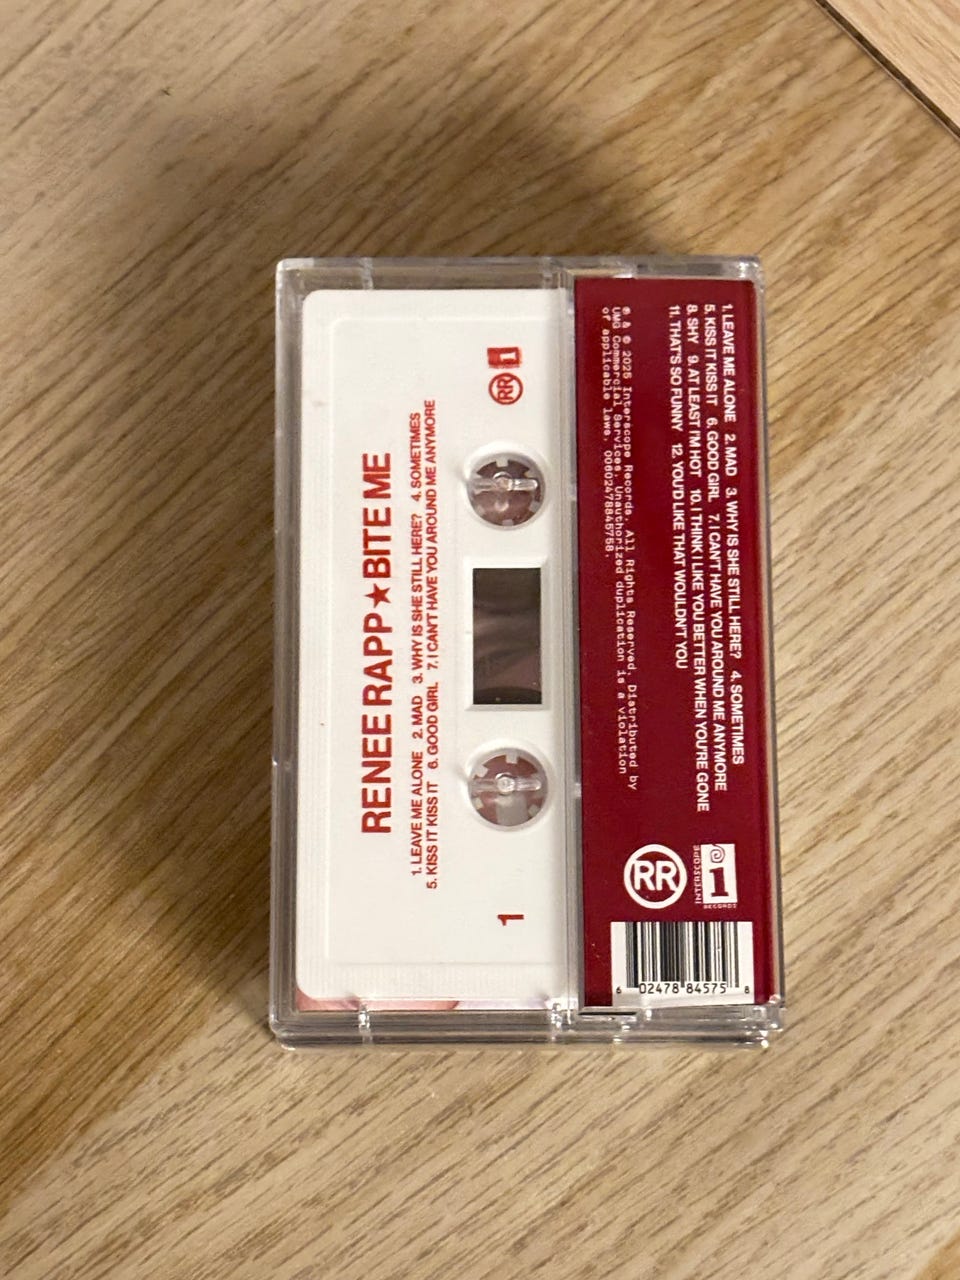 RENEE RAPP★BITE ME
1. LEAVE ME ALONE 2. MAD 3. WHY IS SHE STILL HERE? 4. SOMETIMES
5. KISS IT KISS IT 6. GOOD GIRL 7. I CAN'T HAVE YOU AROUND ME ANYMORE
RR 1
1
1. LEAVE ME ALONE 2. MAD 3. WHY IS SHE STILL HERE? 4. SOMETIMES
5. KISS IT KISS IT 6. GOOD GIRL 7. I CAN'T HAVE YOU AROUND ME ANYMORE
8. SHY 9. AT LEAST I'M HOT 10. I THINK I LIKE YOU BETTER WHEN YOU'RE GONE
11. THAT'S SO FUNNY 12. YOU'D LIKE THAT WOULDN'T YOU
℗ & © 2025 Interscope Records. All Rights Reserved. Distributed by
UMG Commercial Services. Unauthorized duplication is a violation
of applicable laws. 00602478845758.
RR
1
INTERSCOPE
RECORDS
6 02478 84575 8